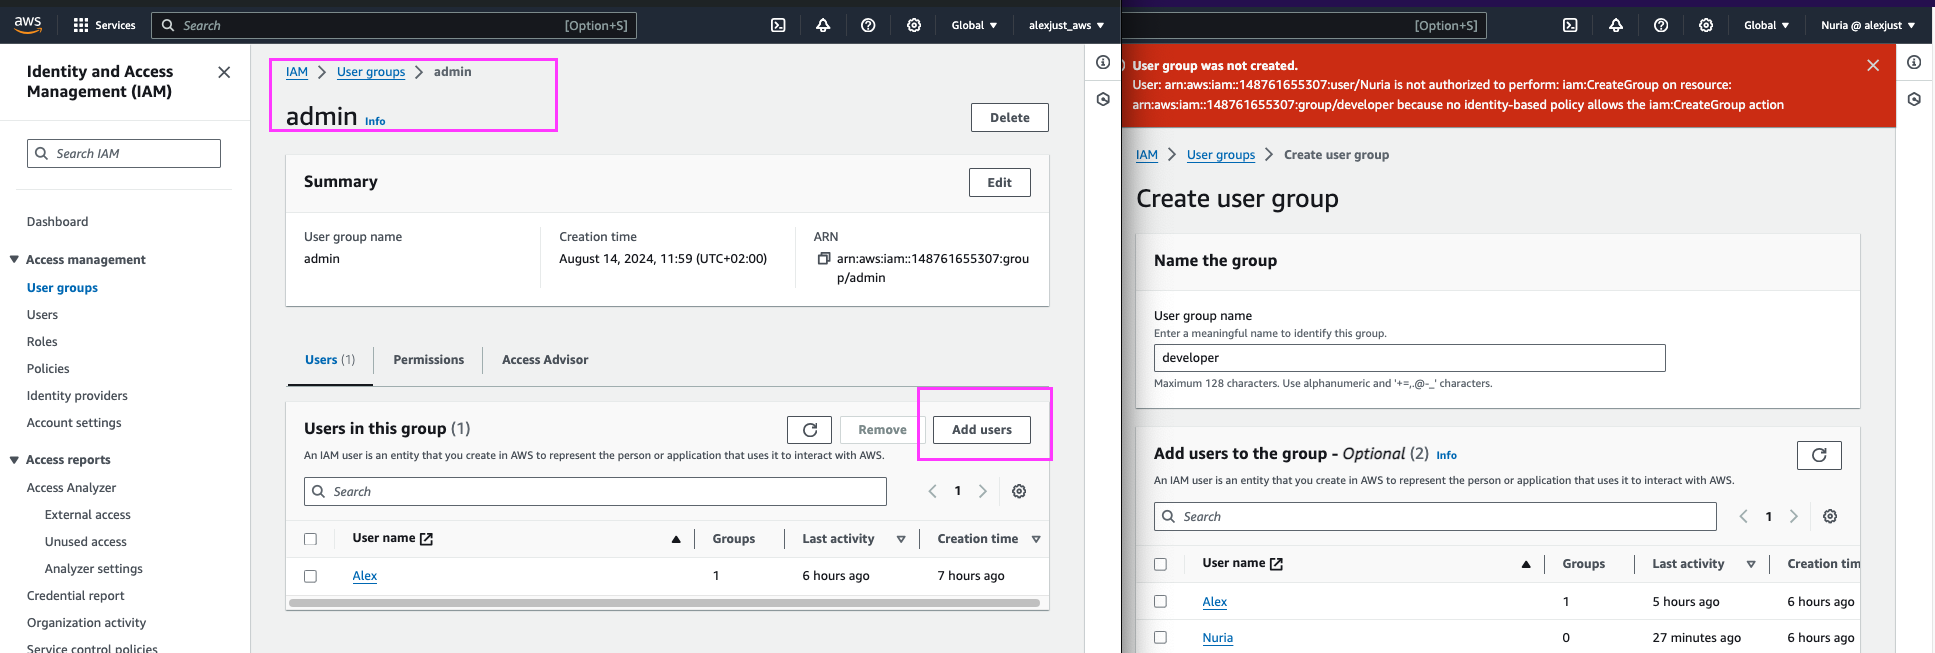 aws
Services
Search
[Option+S]
Global
alexjust_aws
Identity and Access
Management (IAM)
Search IAM
Dashboard
Access management
User groups
Users
Roles
Policies
Identity providers
Account settings
Access reports
Access Analyzer
External access
Unused access
Analyzer settings
Credential report
Organization activity
Service control policies
IAM
User groups
admin
admin
Info
Delete
Summary
Edit
User group name
admin
Creation time
August 14, 2024, 11:59 (UTC+02:00)
ARN
arn:aws:iam::148761655307:grou
p/admin
Users (1)
Permissions
Access Advisor
Users in this group (1)
Remove
Add users
An IAM user is an entity that you create in AWS to represent the person or application that uses it to interact with AWS.
Search
1
User name
Groups
Last activity
Creation time
Alex
1
6 hours ago
7 hours ago
[Option+S]
Global
Nuria @ alexjust
User group was not created.
User: arn:aws:iam::148761655307:user/Nuria is not authorized to perform: iam:CreateGroup on resource:
arn:aws:iam::148761655307:group/developer because no identity-based policy allows the iam:CreateGroup action
IAM
User groups
Create user group
Create user group
Name the group
User group name
Enter a meaningful name to identify this group.
developer
Maximum 128 characters. Use alphanumeric and '+=,.@-_' characters.
Add users to the group - Optional (2)
Info
An IAM user is an entity that you create in AWS to represent the person or application that uses it to interact with AWS.
Search
1
User name
Groups
Last activity
Creation tim
Alex
1
5 hours ago
6 hours ago
Nuria
0
27 minutes ago
6 hours ago